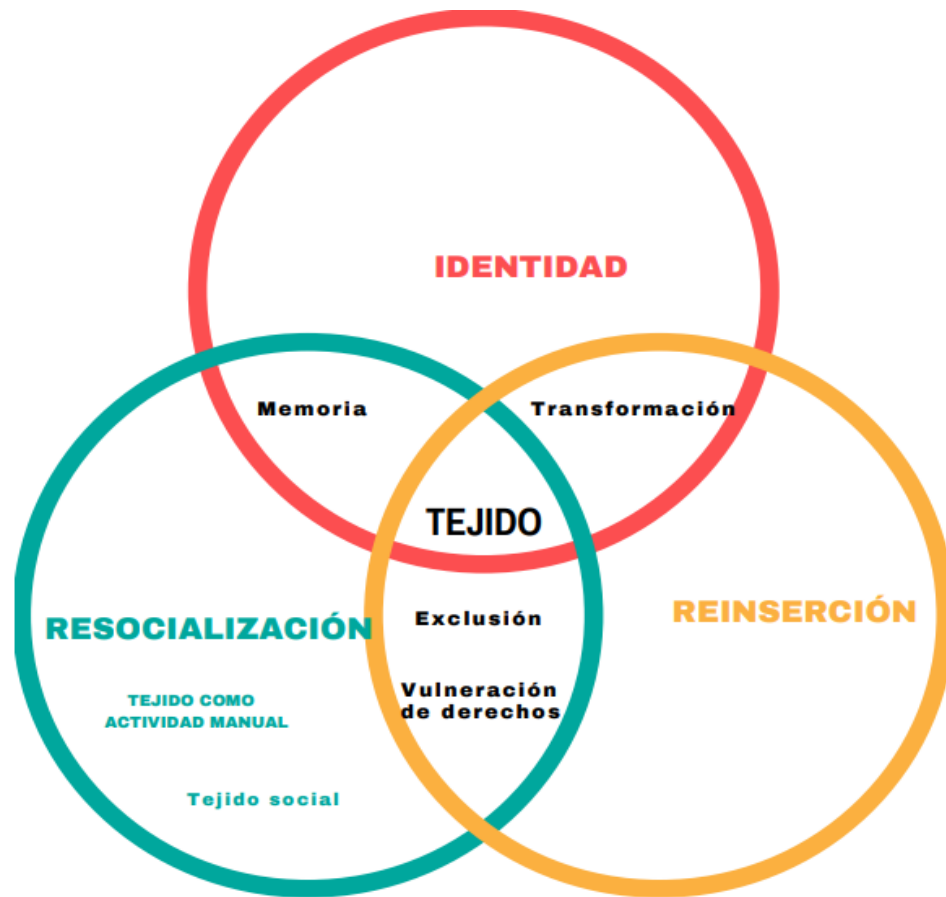 IDENTIDAD
Memoria
Transformación
TEJIDO
Exclusión
RESOCIALIZACIÓN
REINSERCIÓN
Vulneración
de derechos
TEJIDO COMO
ACTIVIDAD MANUAL
Tejido social